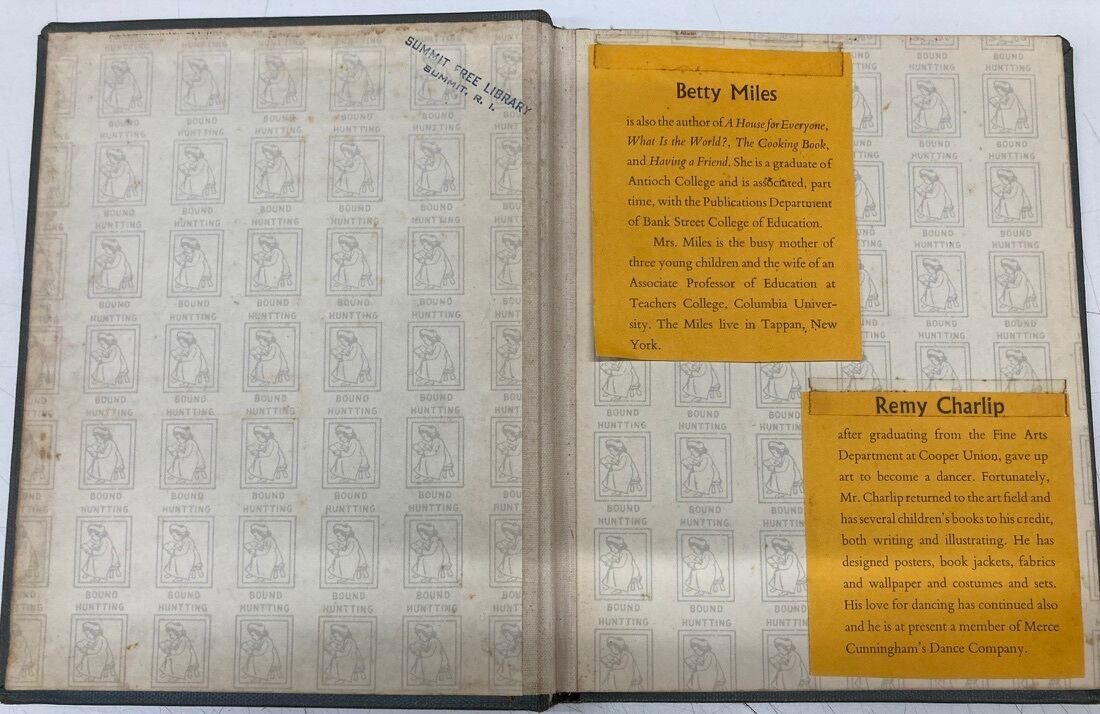 SUMMIT FREE LIBRARY
SUMMIT, R. I.
BOUND
HUNTTING
Betty Miles
is also the author of A House for Everyone,
What Is the World?, The Cooking Book,
and Having a Friend. She is a graduate of
Antioch College and is associated, part
time, with the Publications Department
of Bank Street College of Education.
Mrs. Miles is the busy mother of
three young children and the wife of an
Associate Professor of Education at
Teachers College, Columbia Univer-
sity. The Miles live in Tappan, New
York.
Remy Charlip
after graduating from the Fine Arts
Department at Cooper Union, gave up
art to become a dancer. Fortunately,
Mr. Charlip returned to the art field and
has several children's books to his credit,
both writing and illustrating. He has
designed posters, book jackets, fabrics
and wallpaper and costumes and sets.
His love for dancing has continued also
and he is at present a member of Merce
Cunningham's Dance Company.